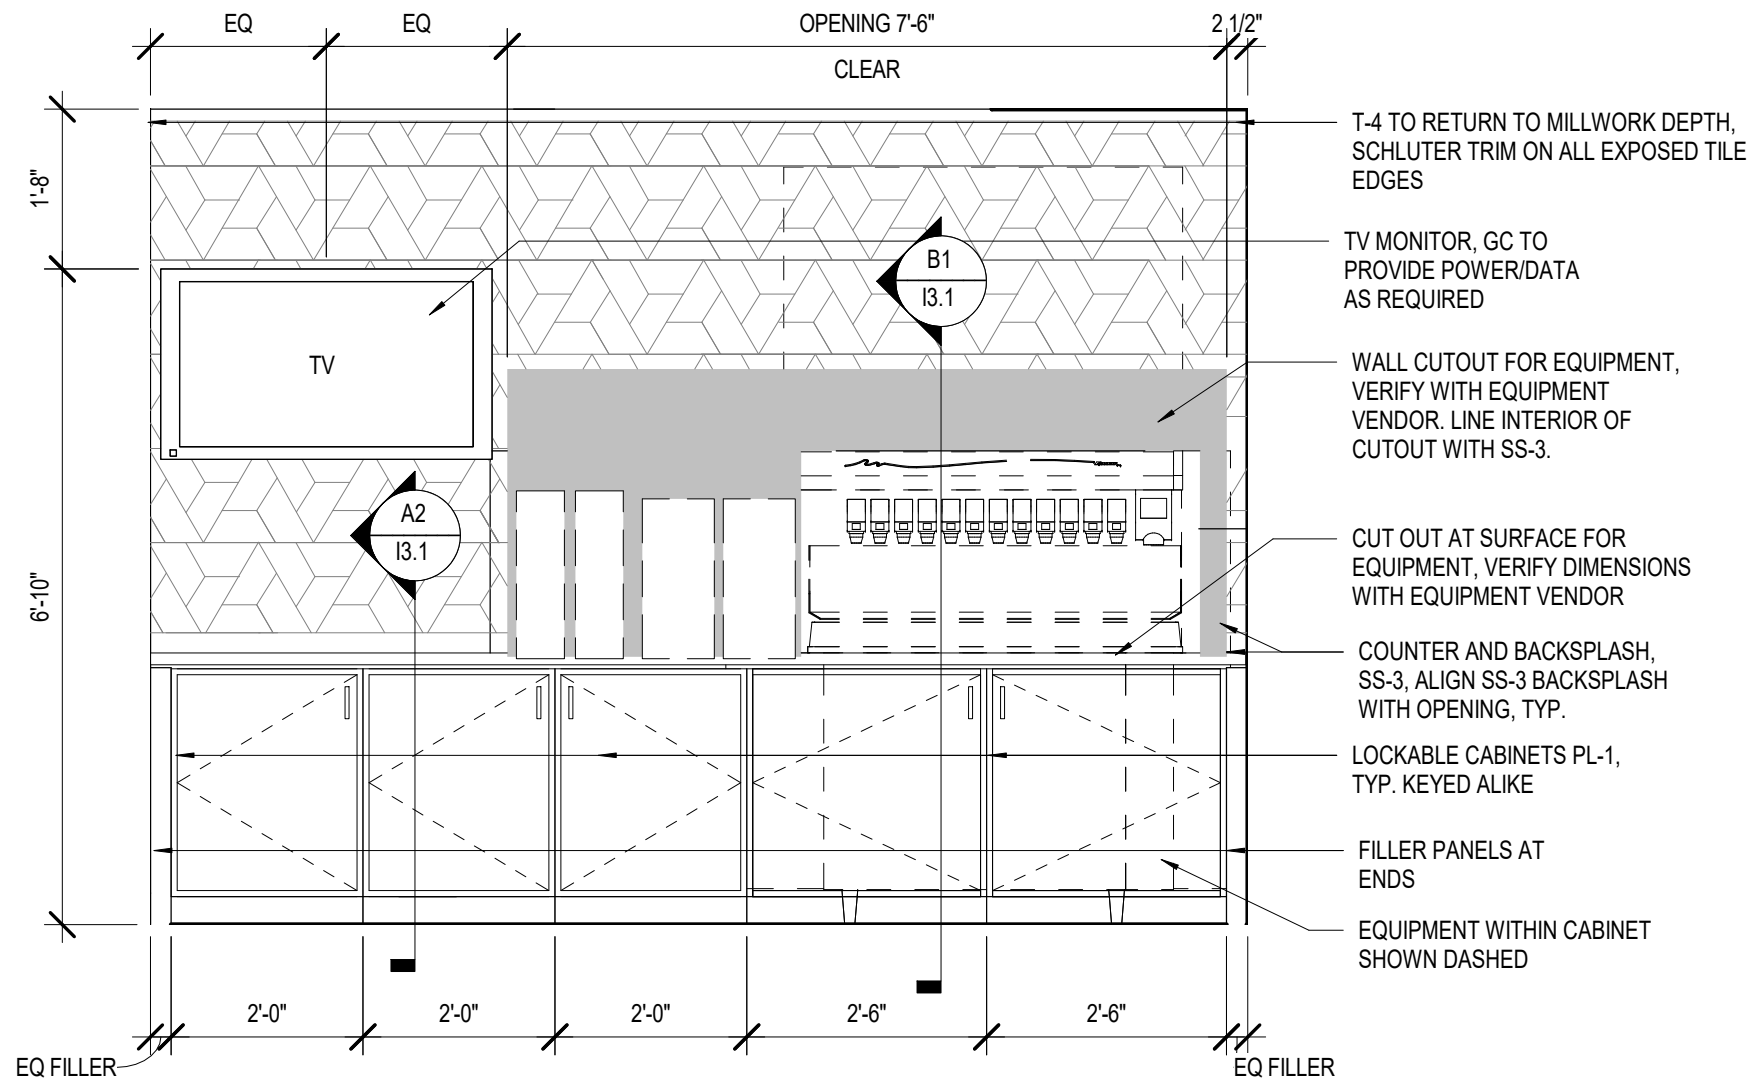 EQ
EQ
OPENING 7'-6"
2 1/2"
CLEAR
1'-8"
6'-10"
T-4 TO RETURN TO MILLWORK DEPTH,
SCHLUTER TRIM ON ALL EXPOSED TILE
EDGES
TV MONITOR, GC TO
PROVIDE POWER/DATA
AS REQUIRED
B1
I3.1
TV
WALL CUTOUT FOR EQUIPMENT,
VERIFY WITH EQUIPMENT
VENDOR. LINE INTERIOR OF
CUTOUT WITH SS-3.
A2
I3.1
CUT OUT AT SURFACE FOR
EQUIPMENT, VERIFY DIMENSIONS
WITH EQUIPMENT VENDOR
COUNTER AND BACKSPLASH,
SS-3, ALIGN SS-3 BACKSPLASH
WITH OPENING, TYP.
LOCKABLE CABINETS PL-1,
TYP. KEYED ALIKE
FILLER PANELS AT
ENDS
EQUIPMENT WITHIN CABINET
SHOWN DASHED
2'-0"
2'-0"
2'-0"
2'-6"
2'-6"
EQ FILLER
EQ FILLER